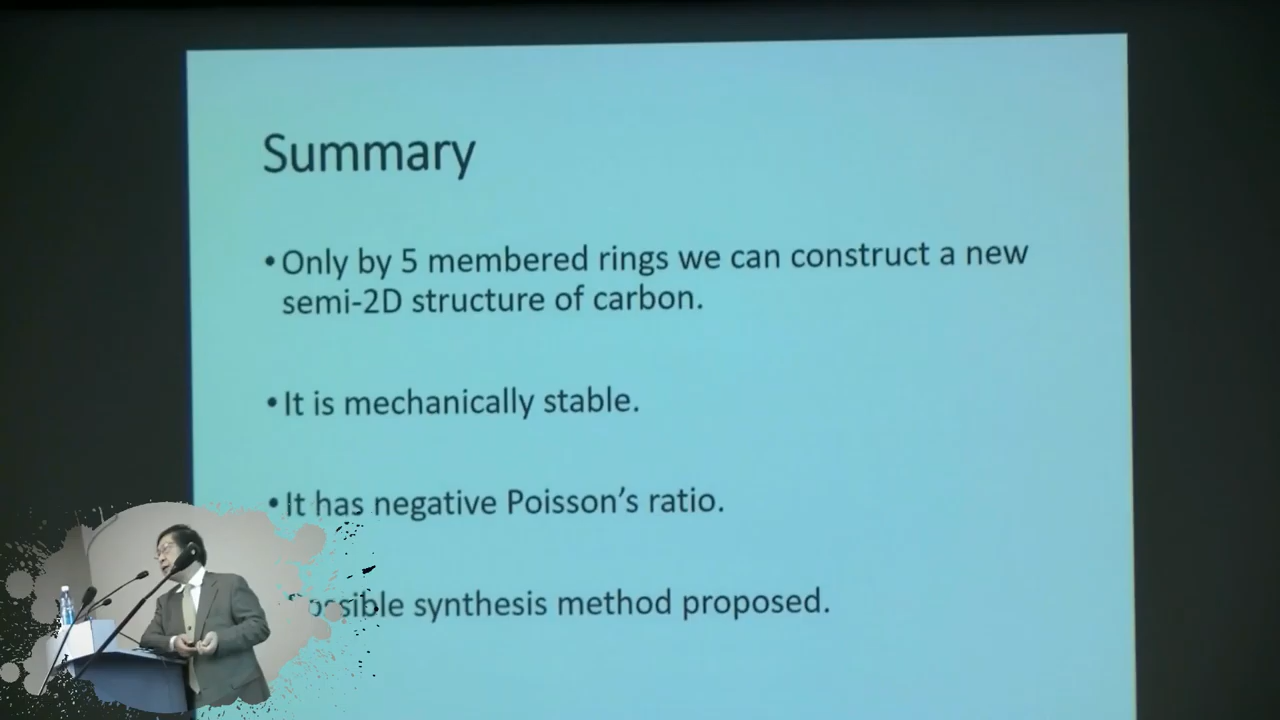 Summary
•Only by 5 membered rings we can construct a new
semi-2D structure of carbon.
•It is mechanically stable.
•It has negative Poisson's ratio.
Possible synthesis method proposed.